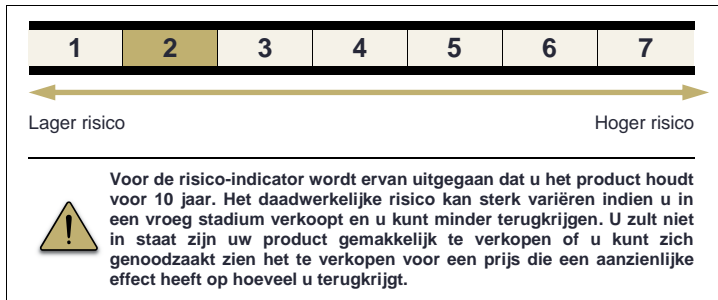 1 2 3 4 5 6 7
Lager risico Hoger risico
Voor de risico-indicator wordt ervan uitgegaan dat u het product houdt
voor 10 jaar. Het daadwerkelijke risico kan sterk variëren indien u in
een vroeg stadium verkoopt en u kunt minder terugkrijgen. U zult niet
in staat zijn uw product gemakkelijk te verkopen of u kunt zich
genoodzaakt zien het te verkopen voor een prijs die een aanzienlijke
effect heeft op hoeveel u terugkrijgt.